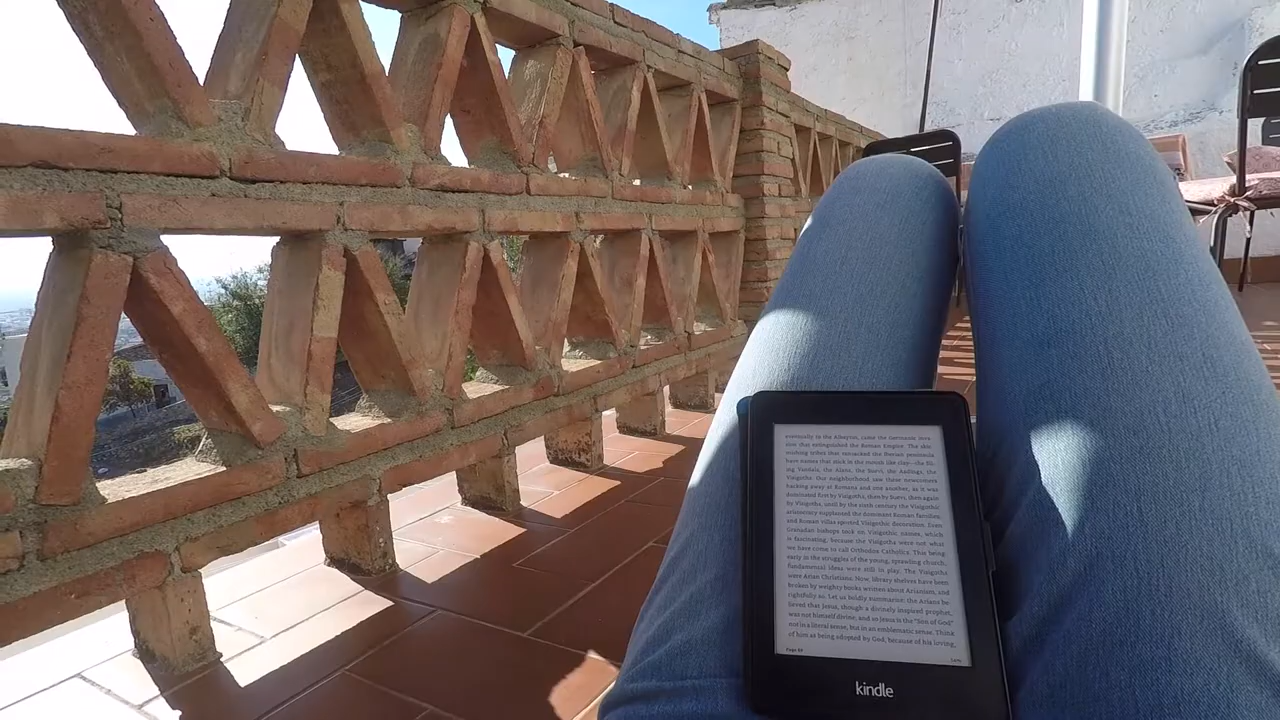 eventually to the Albayzín, came the Germanic inva-
sion that extinguished the Roman Empire. The skir-
mishing tribes that ransacked the Iberian peninsula
have names that stick in the mouth like clay—the
ing Vandals, the Alans, the Suevi, the Asdings, the
Visigoths. Our neighborhood saw these newcomers
hacking away at Romans and one another, as it was
dominated first by Visigoths, then by Suevi, then again
by Visigoths, until by the sixth century the Visigothic
aristocracy supplanted the dominant Roman families,
and Roman villas sported Visigothic decoration. Even
Granadan bishops took on Visigothic names, which
is fascinating, because the Visigoths were not what
we have come to call Orthodox Catholics. This being
early in the struggles of the young, sprawling church,
fundamental ideas were still in play. The Visigoths
were Arian Christians. Now, library shelves have been
broken by weighty books written about Arianism, and
rightfully so. Let us boldly summarize: the Arians be-
lieved that Jesus, though a divinely inspired prophet,
was not himself divine, and so Jesus is the "Son of God"
not in a literal sense, but in an emblematic sense. Think
of him as being adopted by God, because of his loving,
Page
kindle